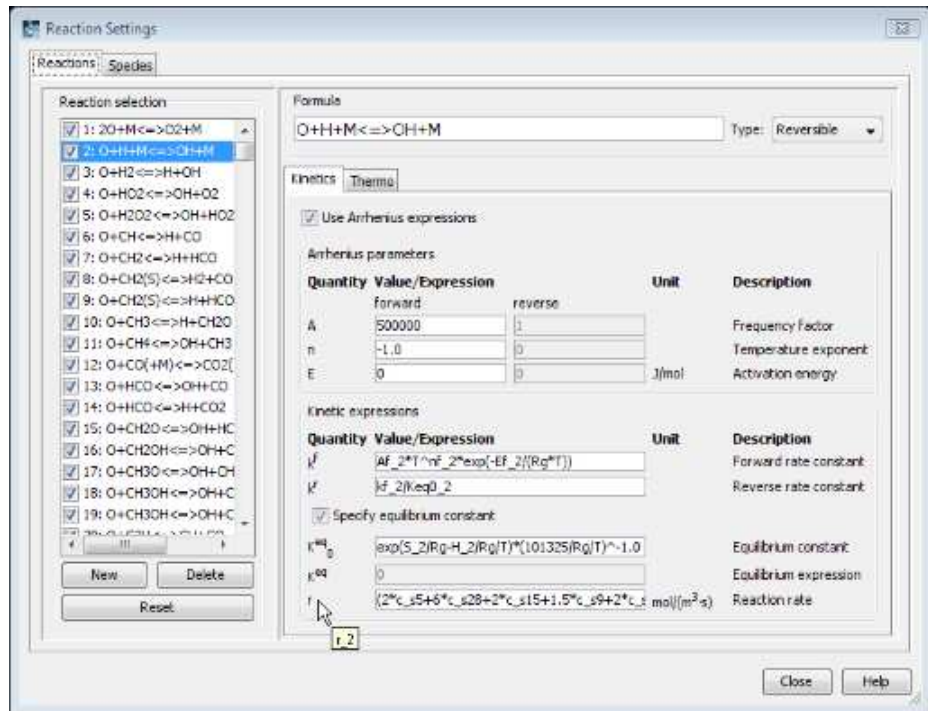 Reaction Settings
Reactions Species
Reaction selection
1: 2O+M<=>O2+M
2: O+H+M<=>OH+M
3: O+H2<=>H+OH
4: O+HO2<=>OH+O2
5: O+H2O2<=>OH+HO2
6: O+CH<=>H+CO
7: O+CH2<=>H+HCO
8: O+CH2(S)<=>H2+CO
9: O+CH2(S)<=>H+HCO
10: O+CH3<=>H+CH2O
11: O+CH4<=>OH+CH3
12: O+CO(+M)<=>CO2(
13: O+HCO<=>OH+CO
14: O+HCO<=>H+CO2
15: O+CH2O<=>OH+HC
16: O+CH2OH<=>OH+C
17: O+CH3O<=>OH+CH
18: O+CH3OH<=>OH+C
19: O+CH3OH<=>OH+C
New Delete
Reset
Formula
O+H+M<=>OH+M Type: Reversible
Kinetics Thermo
Use Arrhenius expressions
Arrhenius parameters
Quantity Value/Expression Unit Description
forward reverse
A 500000 1 Frequency factor
n -1.0 0 Temperature exponent
E 0 0 J/mol Activation energy
Kinetic expressions
Quantity Value/Expression Unit Description
k^f Af_2*T^nf_2*exp(-Ef_2/(Rg*T)) Forward rate constant
kf_2/Keq0_2 Reverse rate constant
Specify equilibrium constant
K^eq_0 exp(S_2/Rg-H_2/Rg/T)*(101325/Rg/T)^-1.0 Equilibrium constant
K^eq 0 Equilibrium expression
r (2*c_s5+6*c_s28+2*c_s15+1.5*c_s9+2*c_s mol/(m³·s) Reaction rate
r_2
Close Help